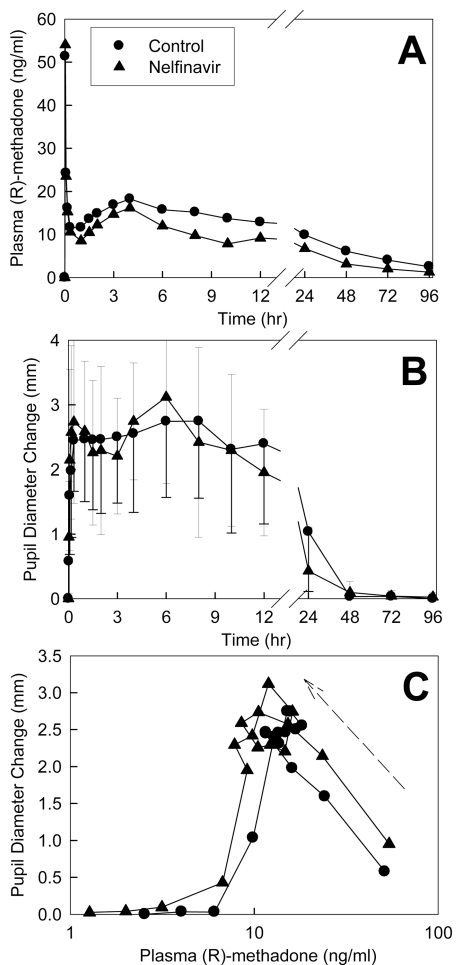 A
Control
Nelfinavir
Plasma (R)-methadone (ng/ml)
60
50
40
30
20
10
0
0 3 6 9 12 24 48 72 96
Time (hr)
B
Pupil Diameter Change (mm)
4
3
2
1
0
0 3 6 9 12 24 48 72 96
Time (hr)
C
Pupil Diameter Change (mm)
3.5
3.0
2.5
2.0
1.5
1.0
0.5
0.0
1 10 100
Plasma (R)-methadone (ng/ml)